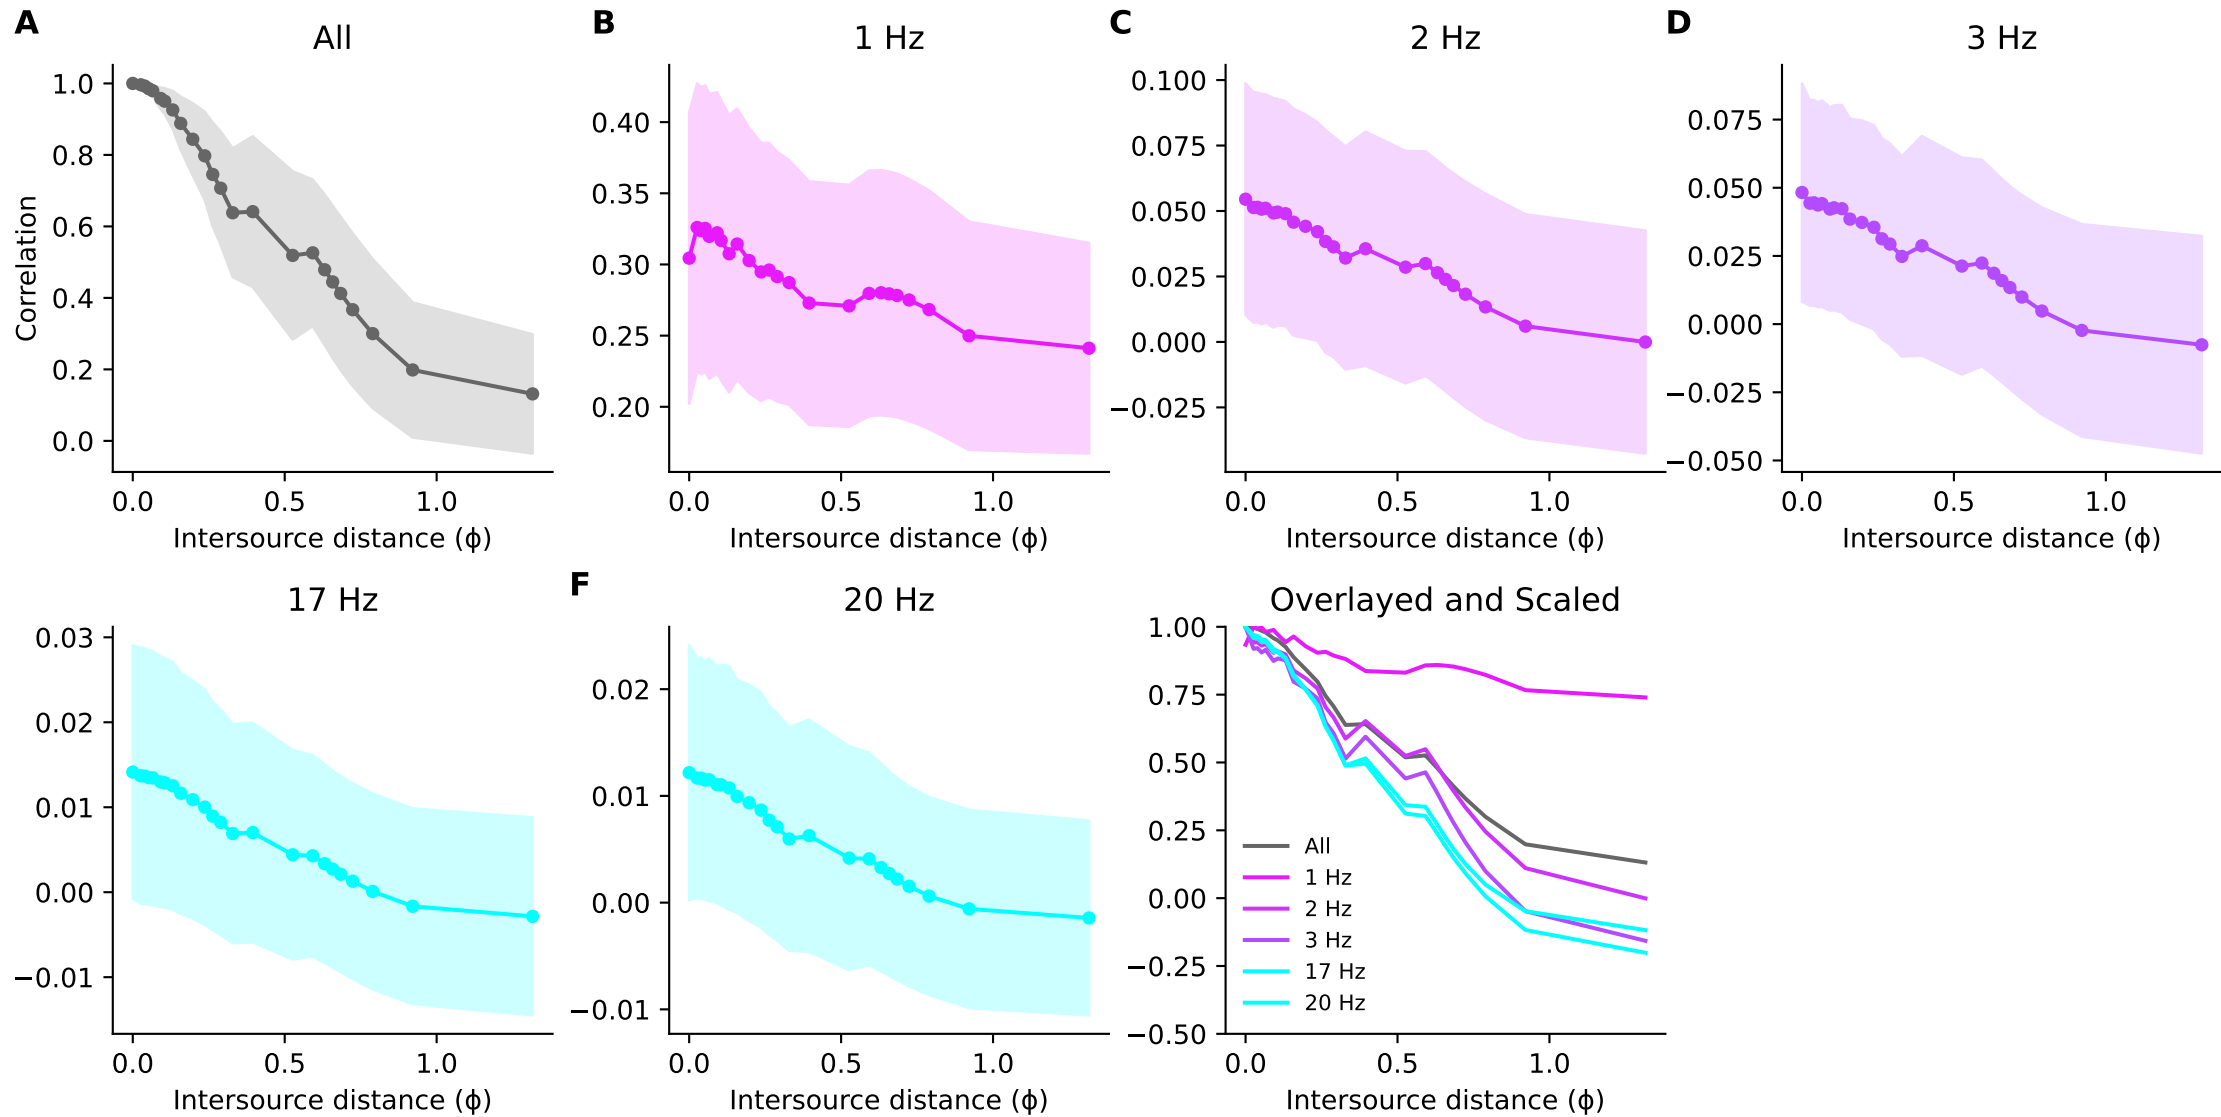 A
All
1.0
0.8
0.6
0.4
0.2
0.0
Correlation
0.0 0.5 1.0
Intersource distance (ϕ)
B
1 Hz
0.40
0.35
0.30
0.25
0.20
0.0 0.5 1.0
Intersource distance (ϕ)
C
2 Hz
0.100
0.075
0.050
0.025
0.000
−0.025
0.0 0.5 1.0
Intersource distance (ϕ)
D
3 Hz
0.075
0.050
0.025
0.000
−0.025
−0.050
0.0 0.5 1.0
Intersource distance (ϕ)
17 Hz
0.03
0.02
0.01
0.00
−0.01
0.0 0.5 1.0
Intersource distance (ϕ)
F
20 Hz
0.02
0.01
0.00
−0.01
0.0 0.5 1.0
Intersource distance (ϕ)
Overlayed and Scaled
1.00
0.75
0.50
0.25
0.00
−0.25
−0.50
All
1 Hz
2 Hz
3 Hz
17 Hz
20 Hz
0.0 0.5 1.0
Intersource distance (ϕ)